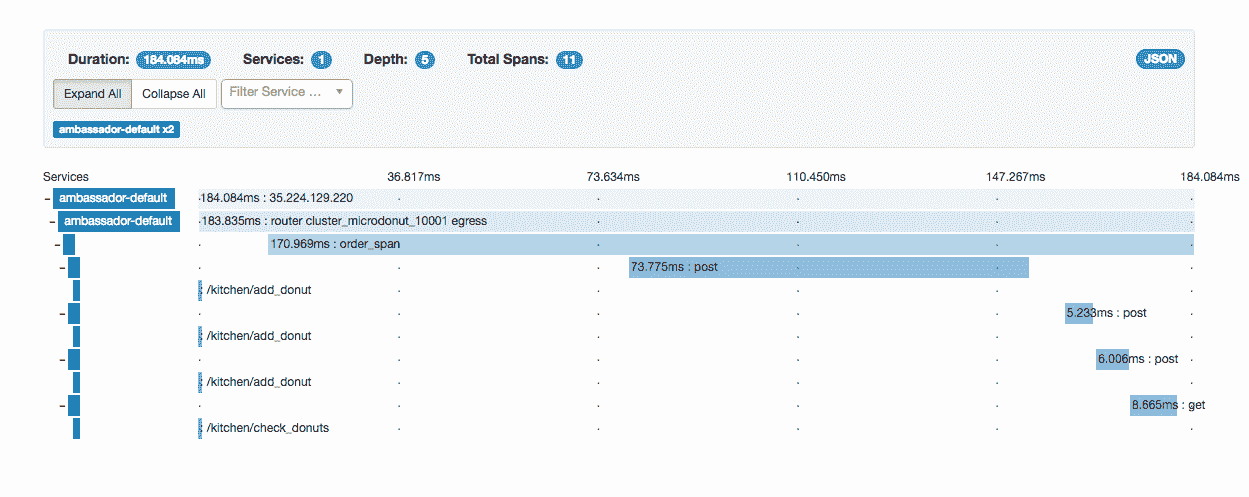 Duration: 184.084ms Services: 1 Depth: 5 Total Spans: 11 JSON
Expand All Collapse All Filter Service ...
ambassador-default x2
Services 36.817ms 73.634ms 110.450ms 147.267ms 184.084ms
ambassador-default 184.084ms : 35.224.129.220
ambassador-default 183.835ms : router cluster_microdonut_10001 egress
170.969ms : order_span
73.775ms : post
: /kitchen/add_donut
5.233ms : post
: /kitchen/add_donut
6.006ms : post
: /kitchen/add_donut
8.665ms : get
: /kitchen/check_donuts